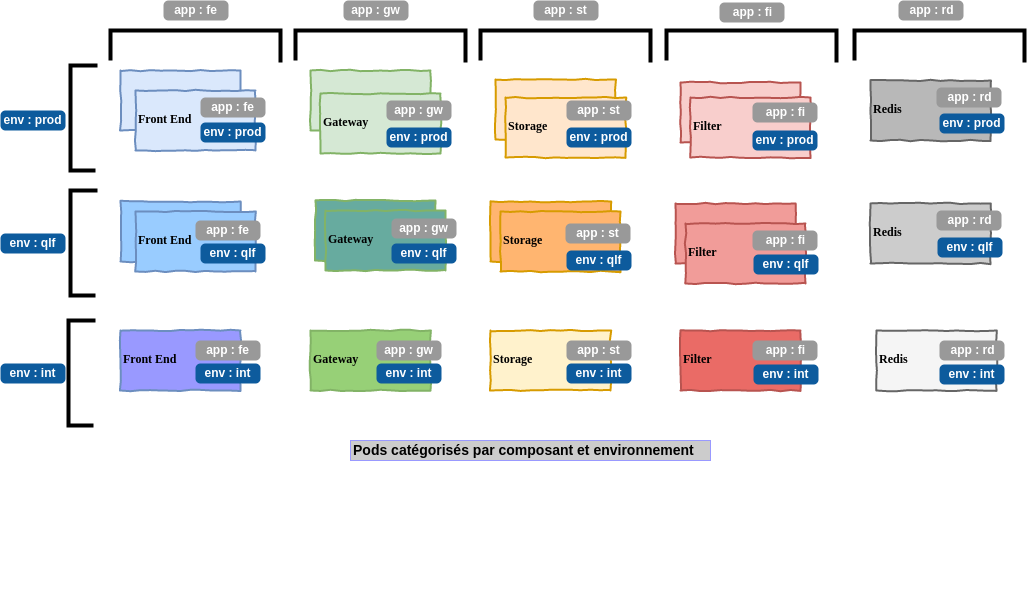 app : fe
app : gw
app : st
app : fi
app : rd
env : prod
Front End
app : fe
env : prod
Gateway
app : gw
env : prod
Storage
app : st
env : prod
Filter
app : fi
env : prod
Redis
app : rd
env : prod
env : qlf
Front End
app : fe
env : qlf
Gateway
app : gw
env : qlf
Storage
app : st
env : qlf
Filter
app : fi
env : qlf
Redis
app : rd
env : qlf
env : int
Front End
app : fe
env : int
Gateway
app : gw
env : int
Storage
app : st
env : int
Filter
app : fi
env : int
Redis
app : rd
env : int
Pods catégorisés par composant et environnement